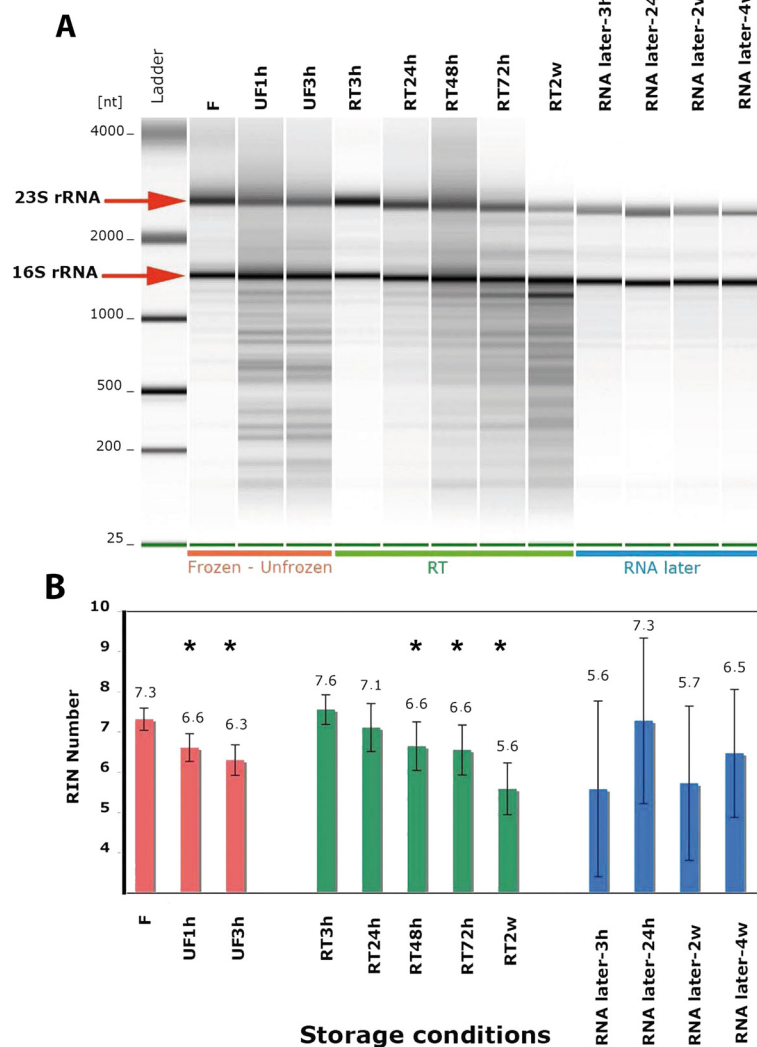 A
[nt]
Ladder
F
UF1h
UF3h
RT3h
RT24h
RT48h
RT72h
RT2w
RNA later-3h
RNA later-24
RNA later-2w
RNA later-4w
4000
23S rRNA
2000
16S rRNA
1000
500
200
25
Frozen - Unfrozen
RT
RNA later
B
RIN Number
10
9
8
7
6
5
4
7.3
* 6.6
* 6.3
7.6
7.1
* 6.6
* 6.6
* 5.6
5.6
7.3
5.7
6.5
F
UF1h
UF3h
RT3h
RT24h
RT48h
RT72h
RT2w
RNA later-3h
RNA later-24h
RNA later-2w
RNA later-4w
Storage conditions